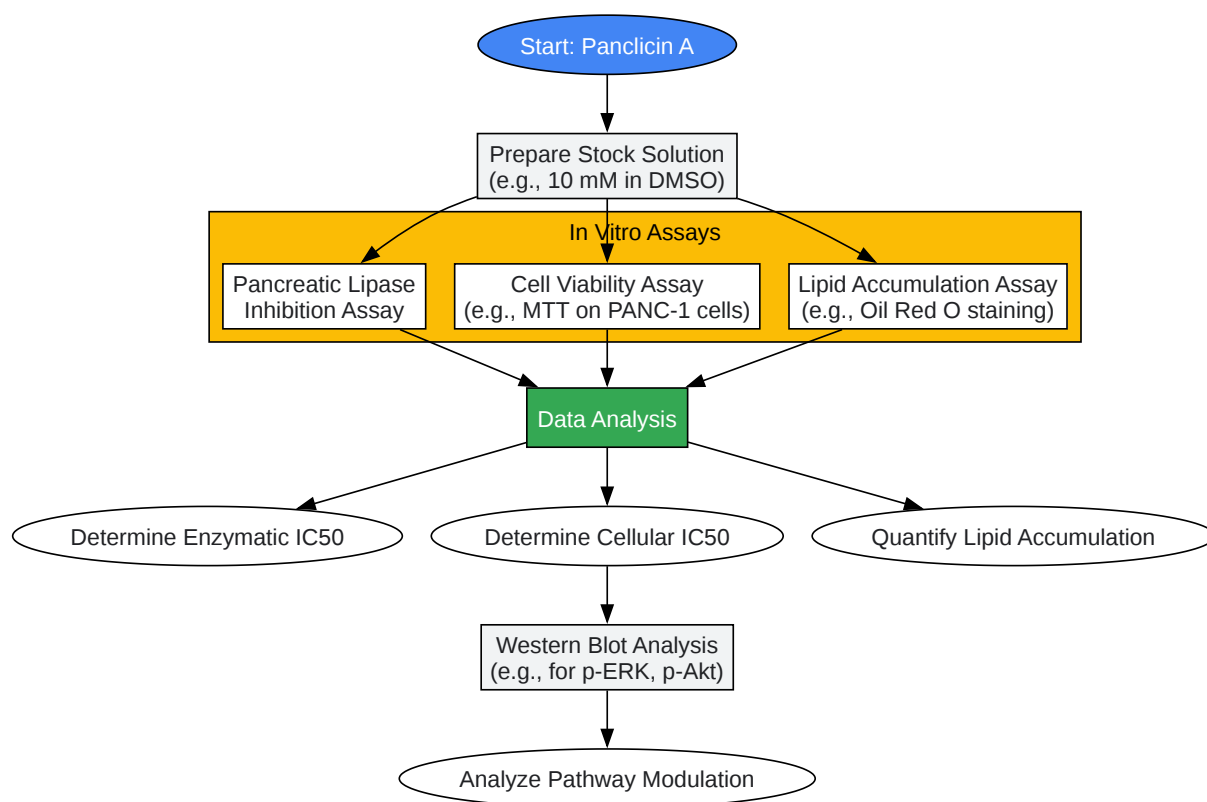 Start: Panclicin A
Prepare Stock Solution
(e.g., 10 mM in DMSO)
In Vitro Assays
Pancreatic Lipase
Inhibition Assay
Cell Viability Assay
(e.g., MTT on PANC-1 cells)
Lipid Accumulation Assay
(e.g., Oil Red O staining)
Data Analysis
Determine Enzymatic IC50
Determine Cellular IC50
Quantify Lipid Accumulation
Western Blot Analysis
(e.g., for p-ERK, p-Akt)
Analyze Pathway Modulation